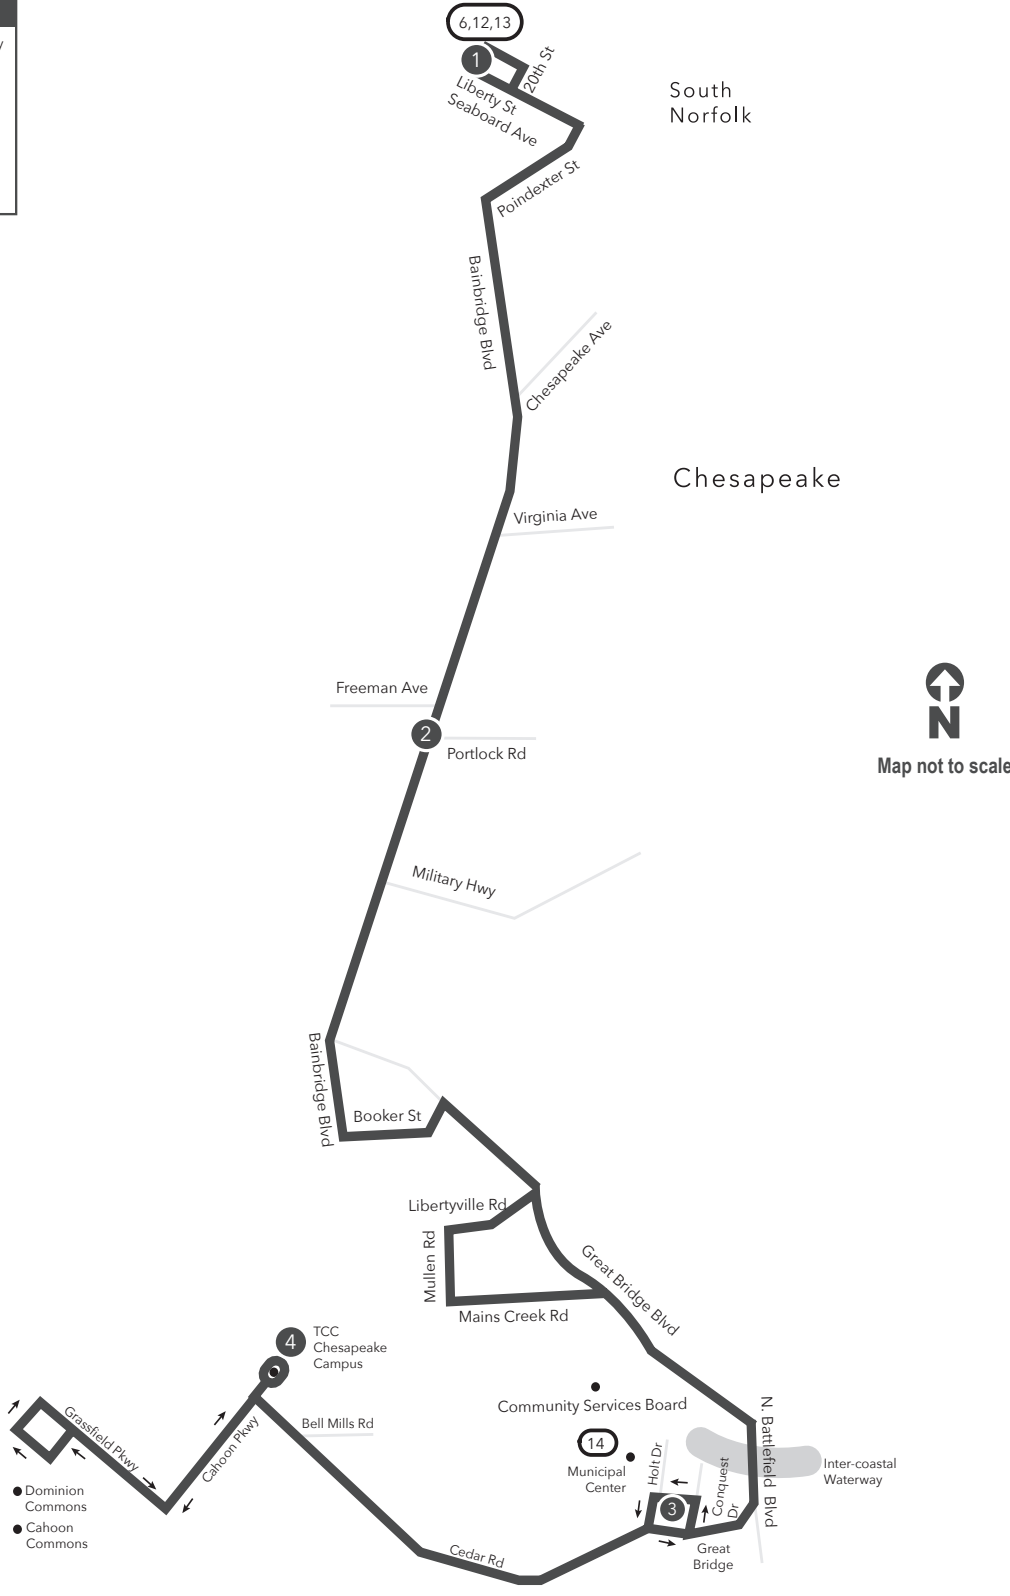 6,12,13
1
20th St
Liberty St
Seaboard Ave
South
Norfolk
Poindexter St
Bainbridge Blvd
Chesapeake Ave
Chesapeake
Virginia Ave
Freeman Ave
2
Portlock Rd
N
Map not to scale
Military Hwy
Bainbridge Blvd
Booker St
Libertyville Rd
Mullen Rd
Great Bridge Blvd
Mains Creek Rd
4
TCC
Chesapeake
Campus
Grassfield Pkwy
Cahoon Pkwy
Bell Mills Rd
Community Services Board
14
Municipal
Center
Holt Dr
Conquest
Dr
N. Battlefield Blvd
Inter-coastal
Waterway
3
Great
Bridge
Dominion
Commons
Cahoon
Commons
Cedar Rd